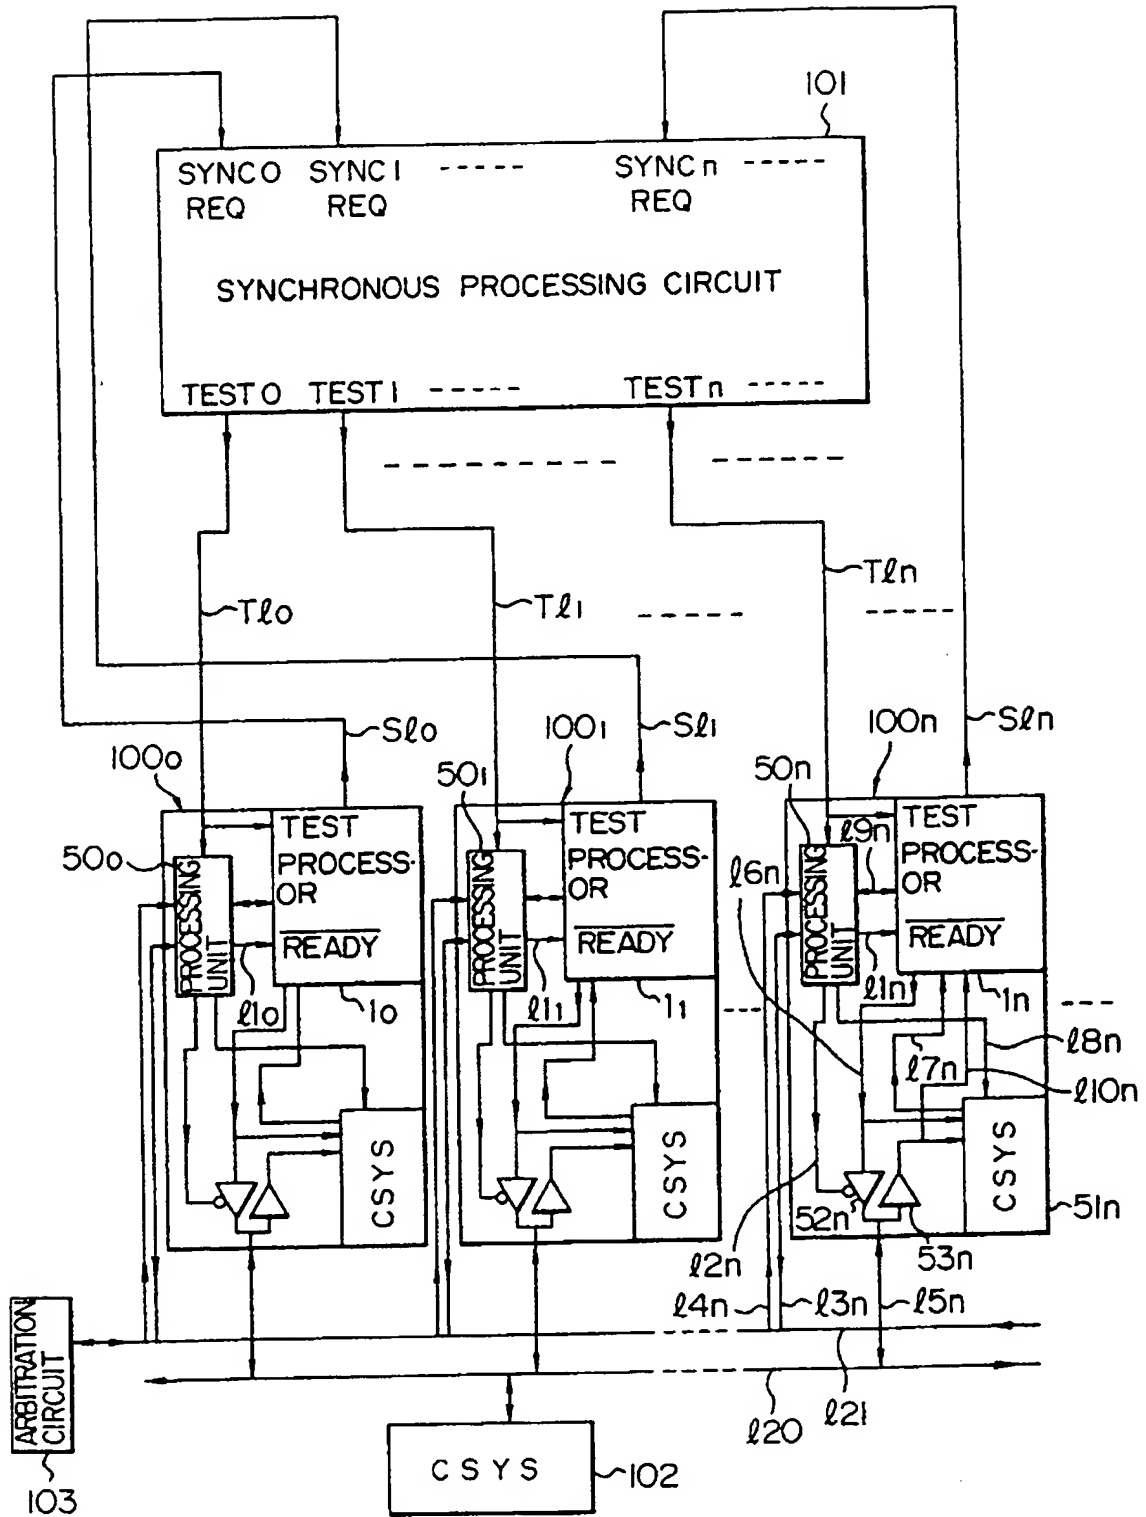 101
SYNC0 SYNC1 ----- SYNCn -----
REQ REQ REQ
SYNCHRONOUS PROCESSING CIRCUIT
TEST0 TEST1 ----- TESTn -----
Tℓ0
Tℓ1
Tℓn
Sℓ0
Sℓ1
Sℓn
100₀
100₁
100n
50₀
50₁
50n
PROCESSING UNIT
TEST
PROCESS-
OR
READY
ℓ1₀
1₀
CSYS
PROCESSING UNIT
TEST
PROCESS-
OR
READY
ℓ1₁
1₁
CSYS
PROCESSING UNIT
TEST
PROCESS-
OR
READY
ℓ9n
ℓ6n
ℓ1n
1n
ℓ8n
ℓ7n
ℓ10n
CSYS
52n
51n
53n
ℓ2n
ℓ4n
ℓ3n
ℓ5n
ARBITRATION
CIRCUIT
103
ℓ20
ℓ21
CSYS
102